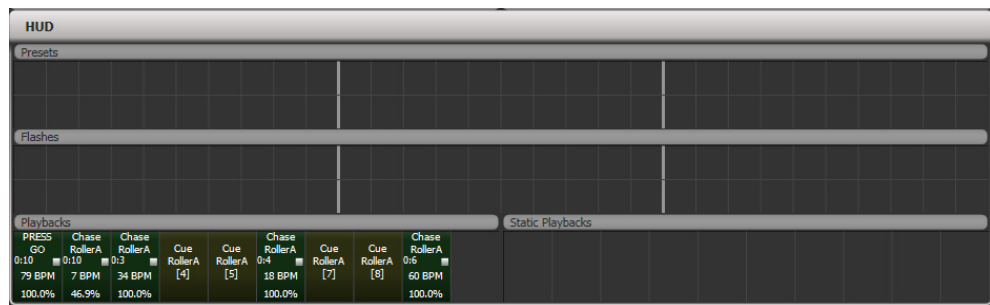 HUD
Presets
Flashes
Playbacks
Static Playbacks
PRESS GO
0:10
79 BPM
100.0%
Chase RollerA
0:10
7 BPM
46.9%
Chase RollerA
0:3
34 BPM
100.0%
Cue RollerA
[4]
Cue RollerA
[5]
Chase RollerA
0:4
18 BPM
100.0%
Cue RollerA
[7]
Cue RollerA
[8]
Chase RollerA
0:6
60 BPM
100.0%